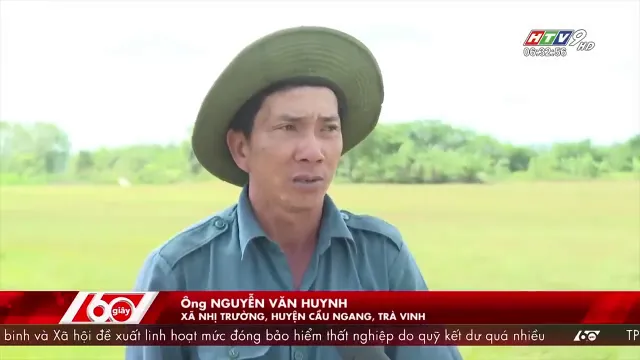 HTV9 HD
06:32:56
60 giây
Ông NGUYỄN VĂN HUYNH
XÃ NHỊ TRƯỜNG, HUYỆN CẦU NGANG, TRÀ VINH
binh và Xã hội đề xuất linh hoạt mức đóng bảo hiểm thất nghiệp do quỹ kết dư quá nhiều
60
TP